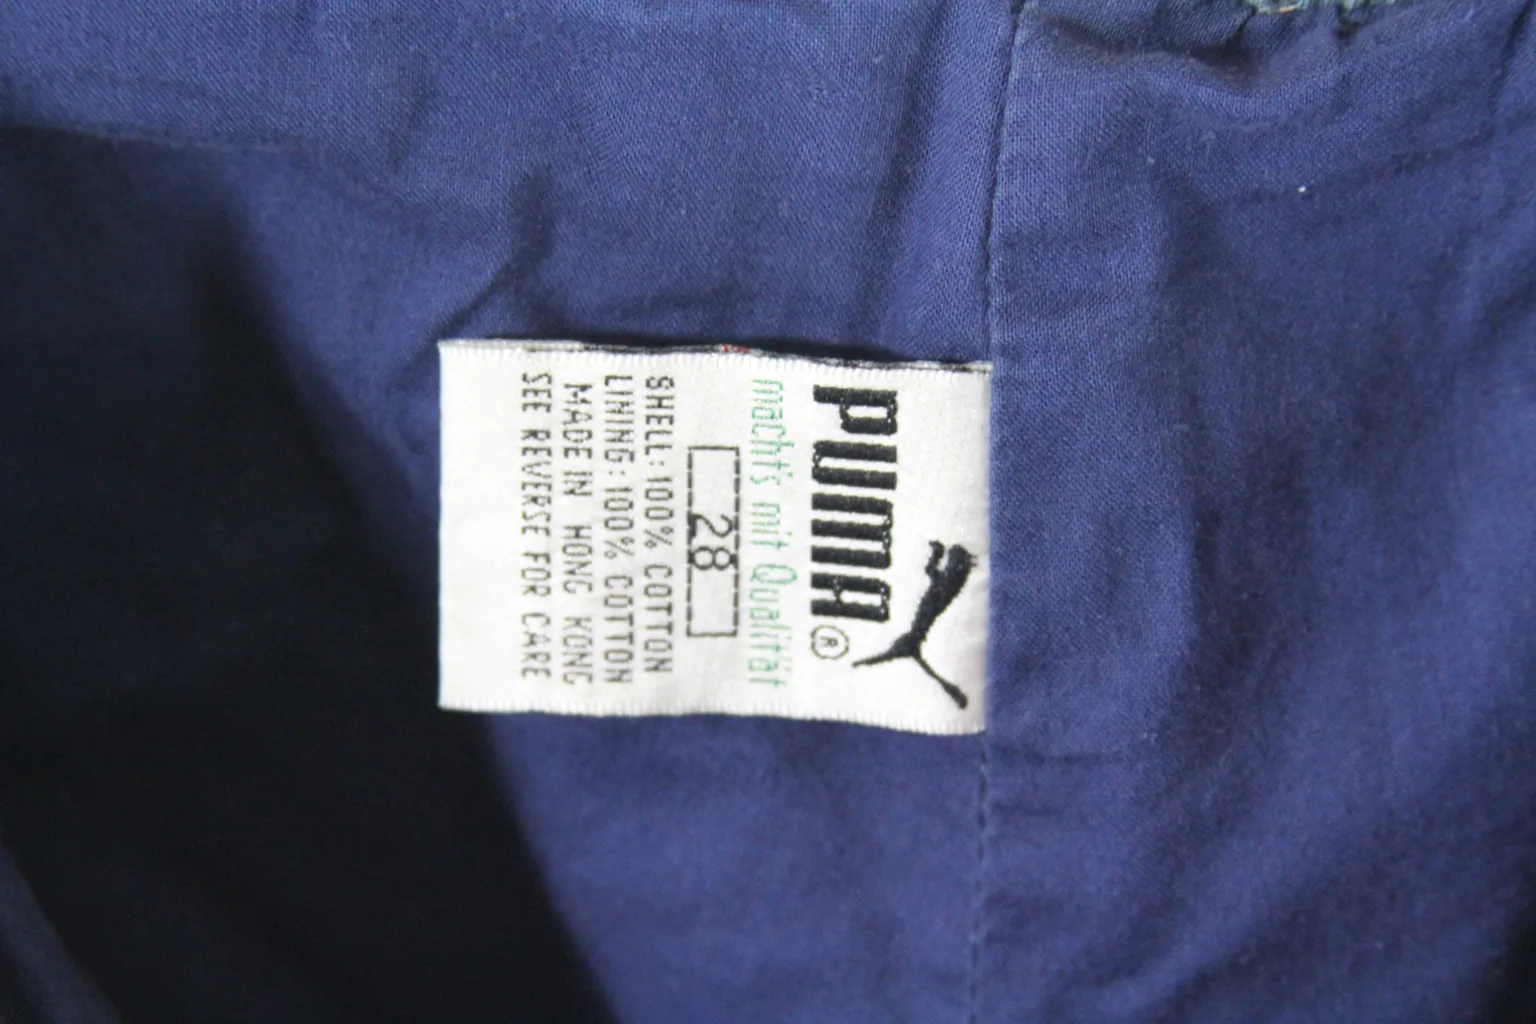 PUMA®
macht's mit Qualität
28
SHELL: 100% COTTON
LINING: 100% COTTON
MADE IN HONG KONG
SEE REVERSE FOR CARE